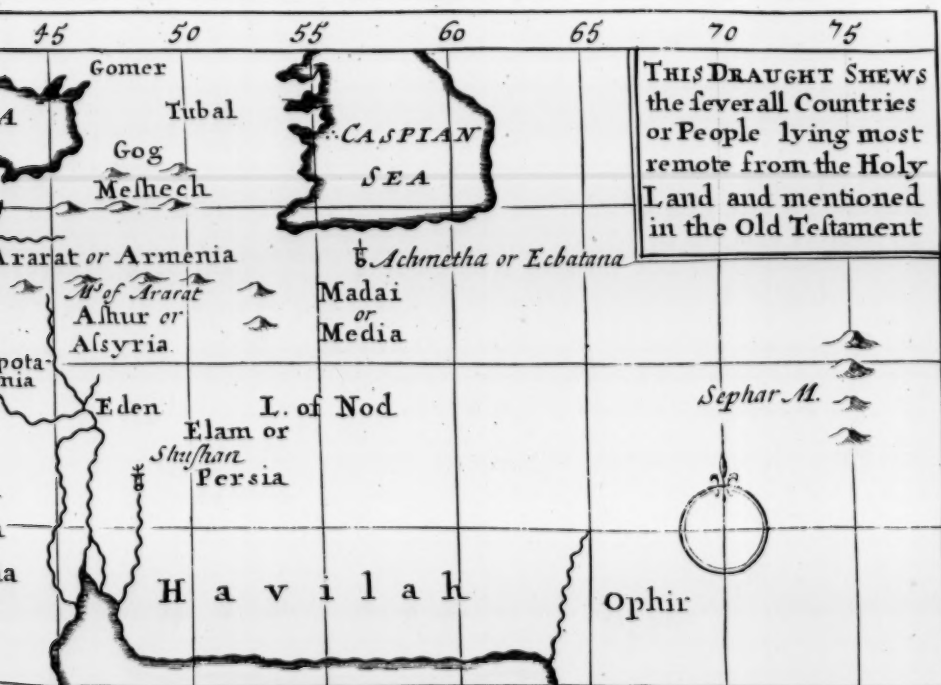 45 50 55 60 65 70 75
Gomer
Tubal
Gog
Meſhech
A
CASPIAN
SEA
THIS DRAUGHT SHEWS
the ſeverall Countries
or People lying most
remote from the Holy
Land and mentioned
in the Old Teſtament
Ararat or Armenia
Mts of Ararat
Aſhur or
Aſsyria
Achmetha or Ecbatana
Madai
or
Media
pota-
nia
Eden
L. of Nod
Elam or
Shuſhan
Persia
Sephar M.
a
Havilah
Ophir